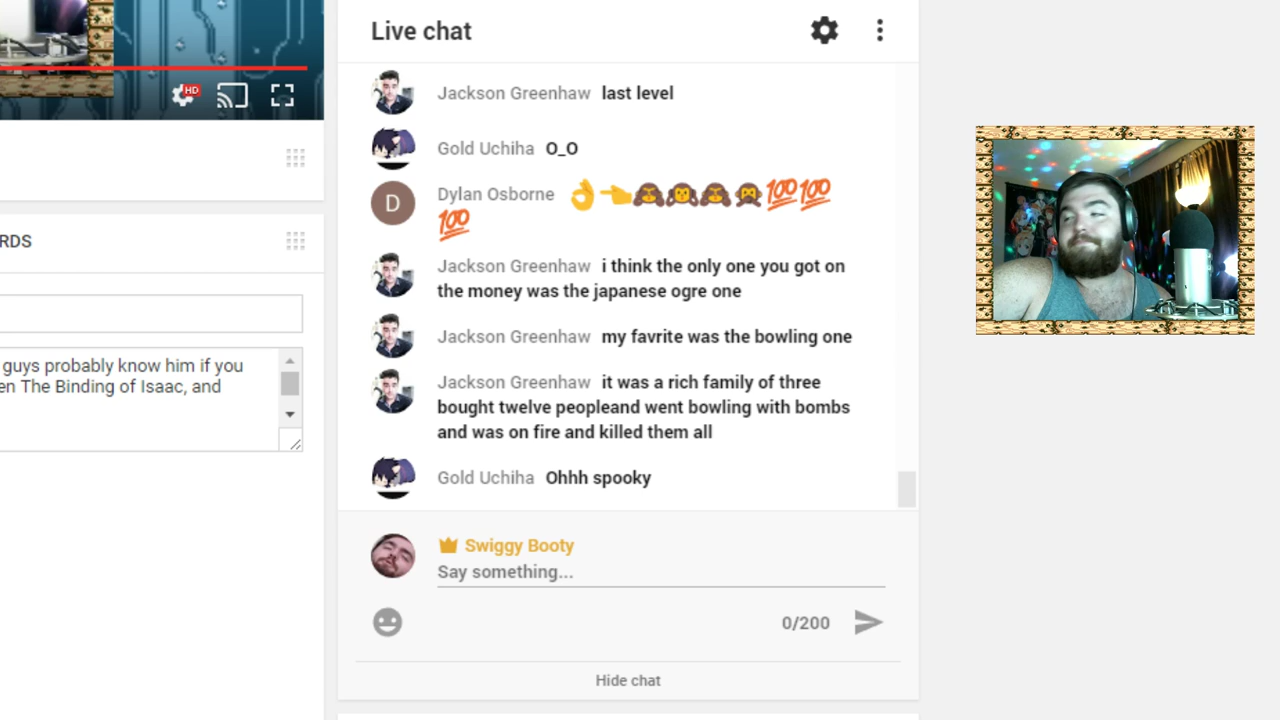 Live chat
HD
Jackson Greenhaw last level
Gold Uchiha O_O
D
Dylan Osborne 👌👈🙈🐵🙈🙊💯💯
💯
RDS
Jackson Greenhaw i think the only one you got on
the money was the japanese ogre one
Jackson Greenhaw my favrite was the bowling one
guys probably know him if you
en The Binding of Isaac, and
Jackson Greenhaw it was a rich family of three
bought twelve peopleand went bowling with bombs
and was on fire and killed them all
Gold Uchiha Ohhh spooky
Swiggy Booty
Say something...
0/200
Hide chat